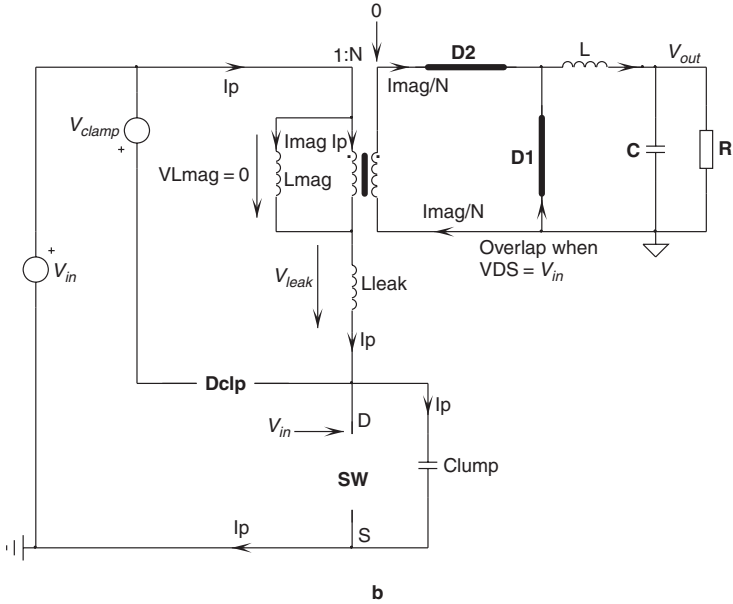 0
1:N
D2
L
Vout
Ip
Imag/N
Vclamp
+
Imag Ip
VLmag = 0
Lmag
D1
C
R
Imag/N
+
Vin
Vleak
Lleak
Overlap when
VDS = Vin
Ip
Dclp
Ip
Vin
D
Clump
SW
Ip
S
b